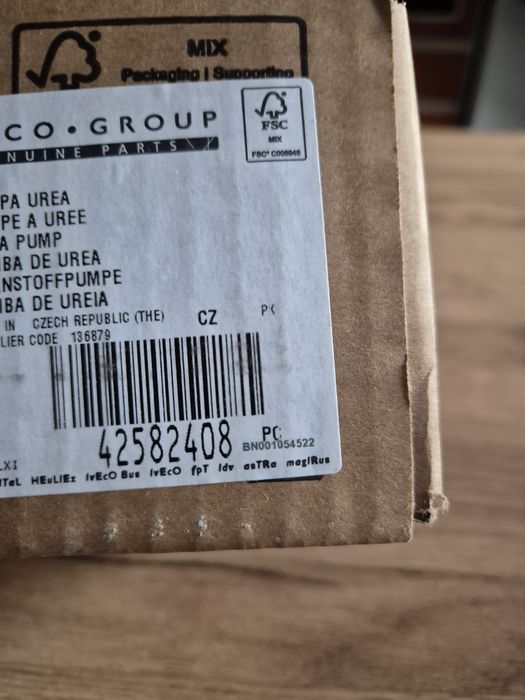 MIX
Packaging | Supporting
CO • GROUP
NUINE PARTS
FSC
MIX
FSC® C008945
PA UREA
PE A UREE
A PUMP
BA DE UREA
NSTOFFPUMPE
BA DE UREIA
IN CZECH REPUBLIC (THE) CZ
LIER CODE 136879
42582408 PC
BN001054522
LXI
HEuLIEz IvEcO Bus IvEcO fpT Idv asTRa magIRus